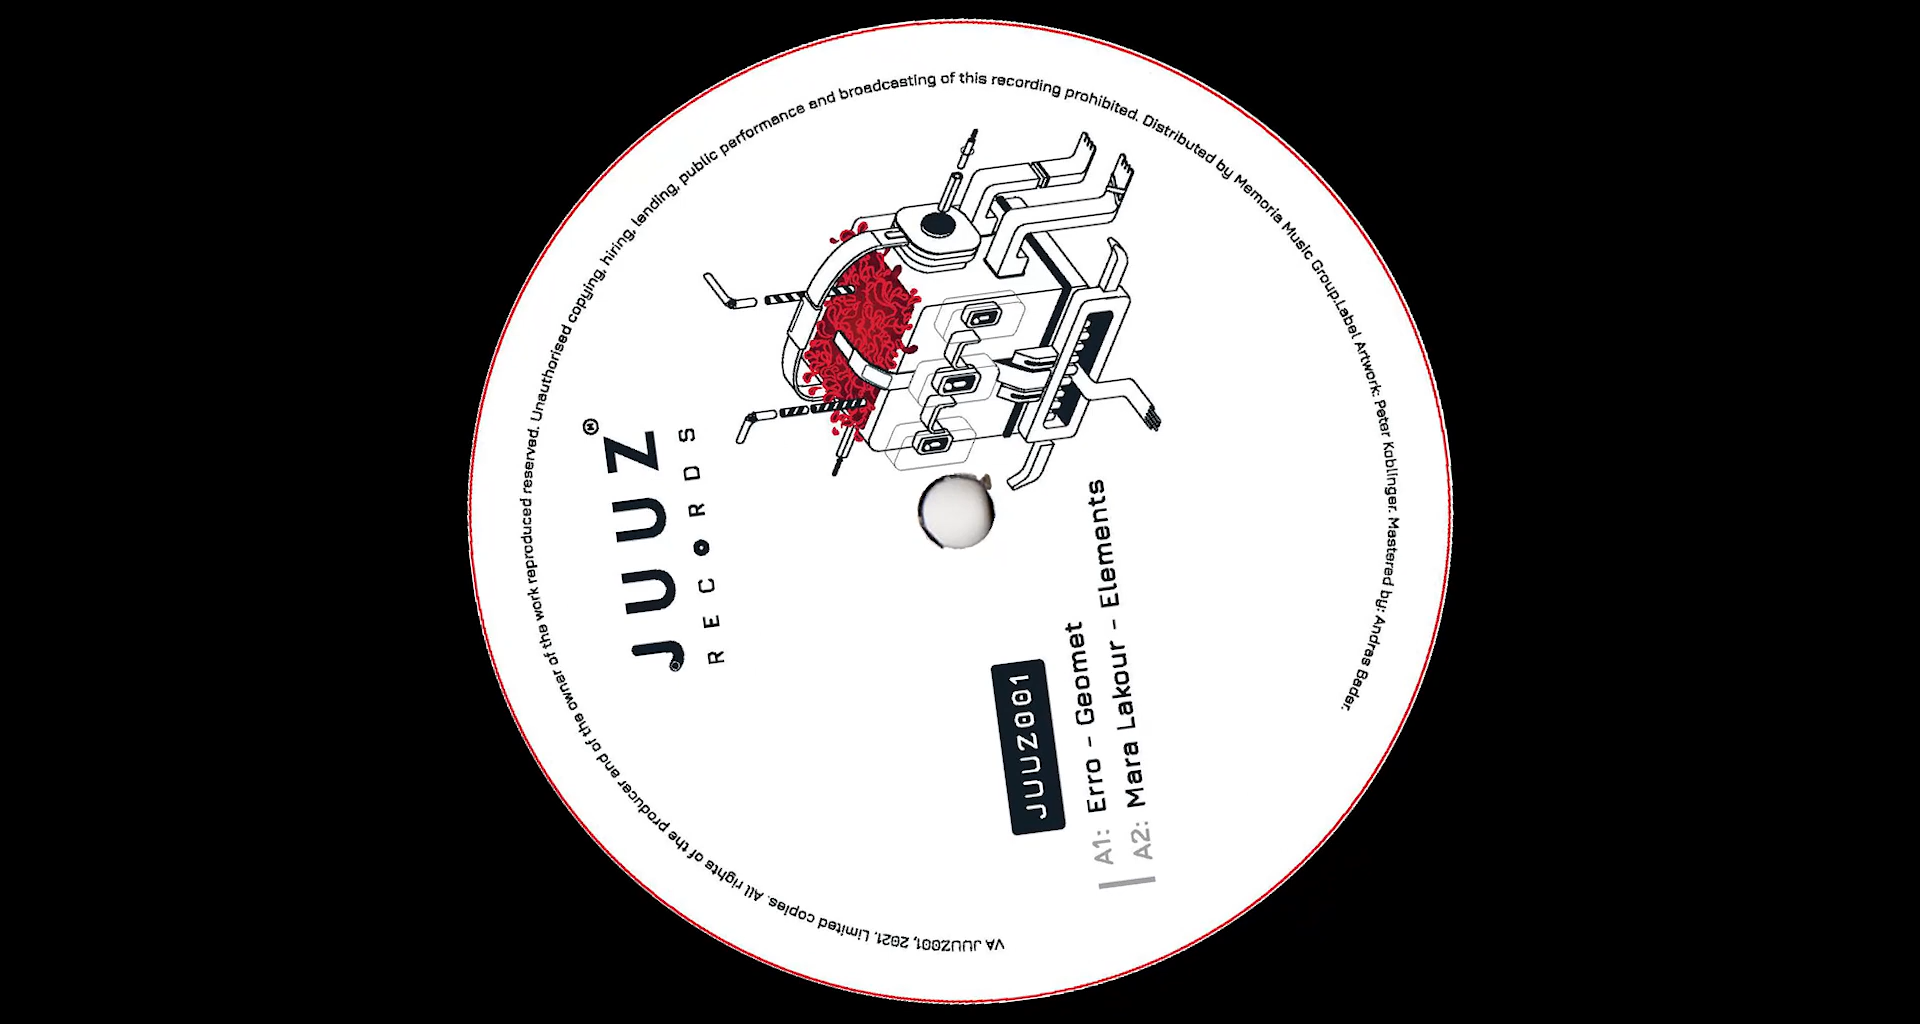 JUUZ
RECORDS
JUUZ001
A1: Erro - Geomet
A2: Mara Lakour - Elements
VA JUUZ001, 2021. Limited copies. All rights of the producer and of the owner of the work reproduced reserved. Unauthorised copying, hiring, lending, public performance and broadcasting of this recording prohibited. Distributed by Memoria Music Group.Label Artwork: Peter Kablinger. Mastered by: Andras Bader.